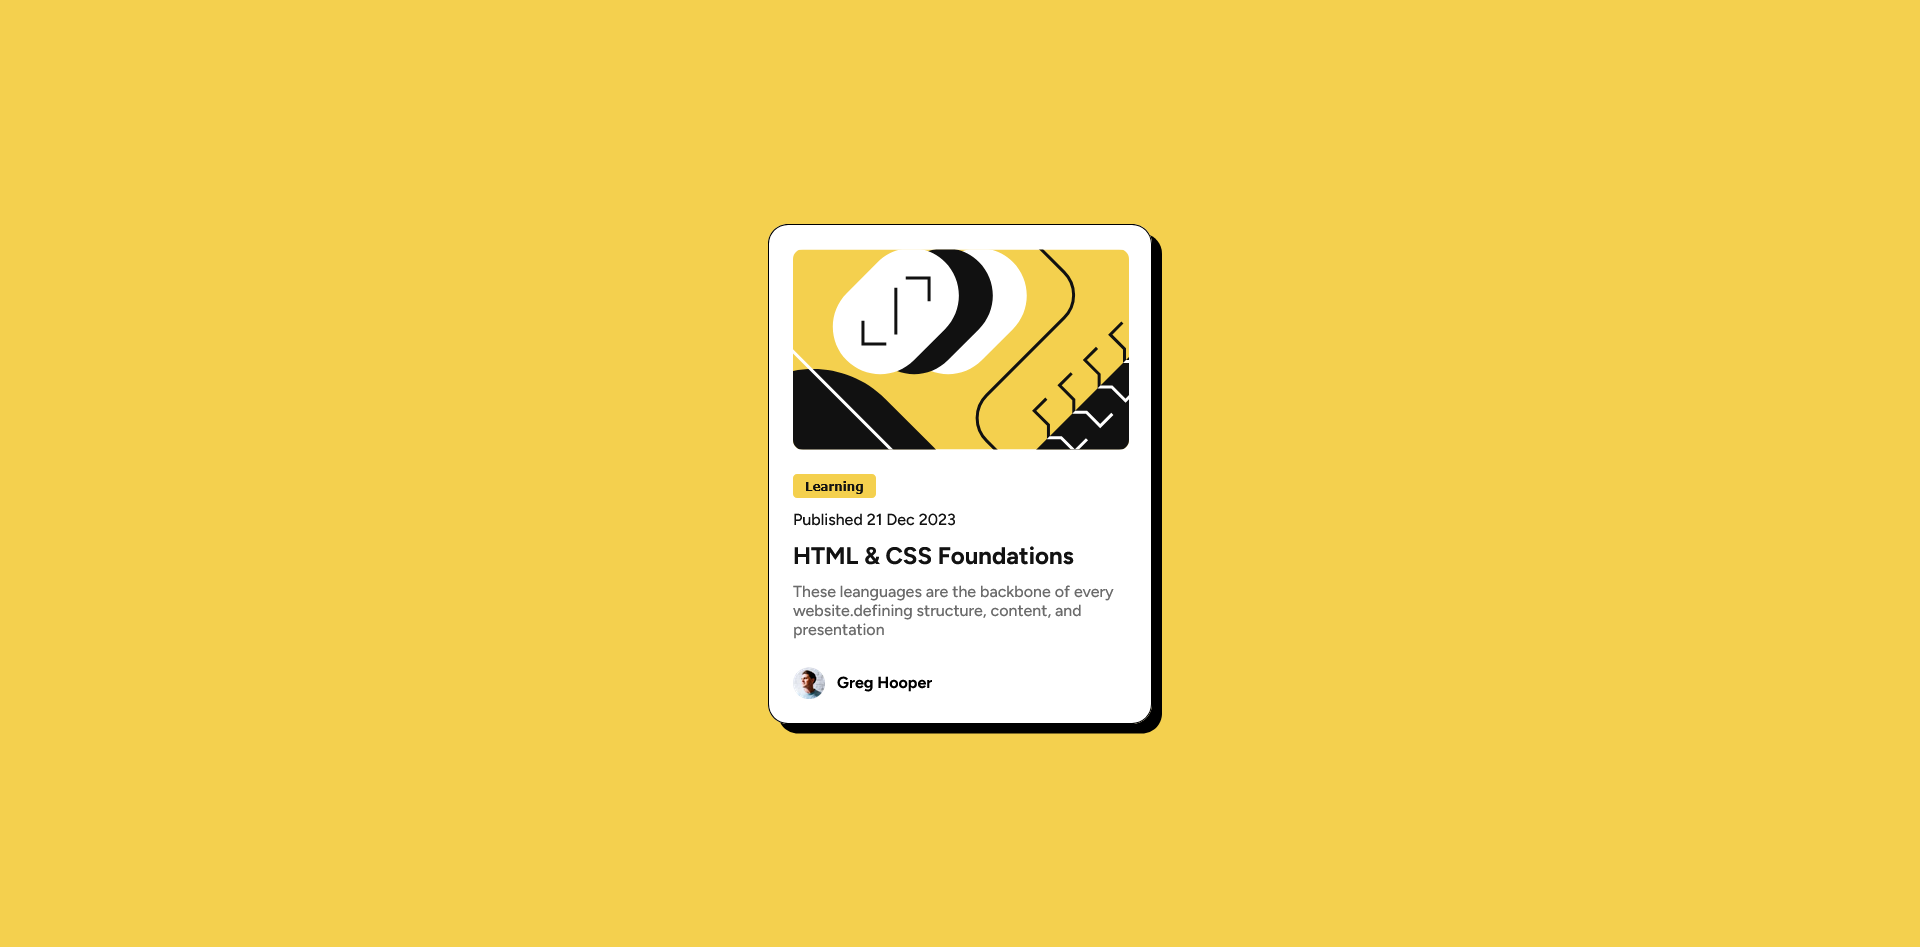 Learning
Published 21 Dec 2023
HTML & CSS Foundations
These leanguages are the backbone of every
website.defining structure, content, and
presentation
Greg Hooper